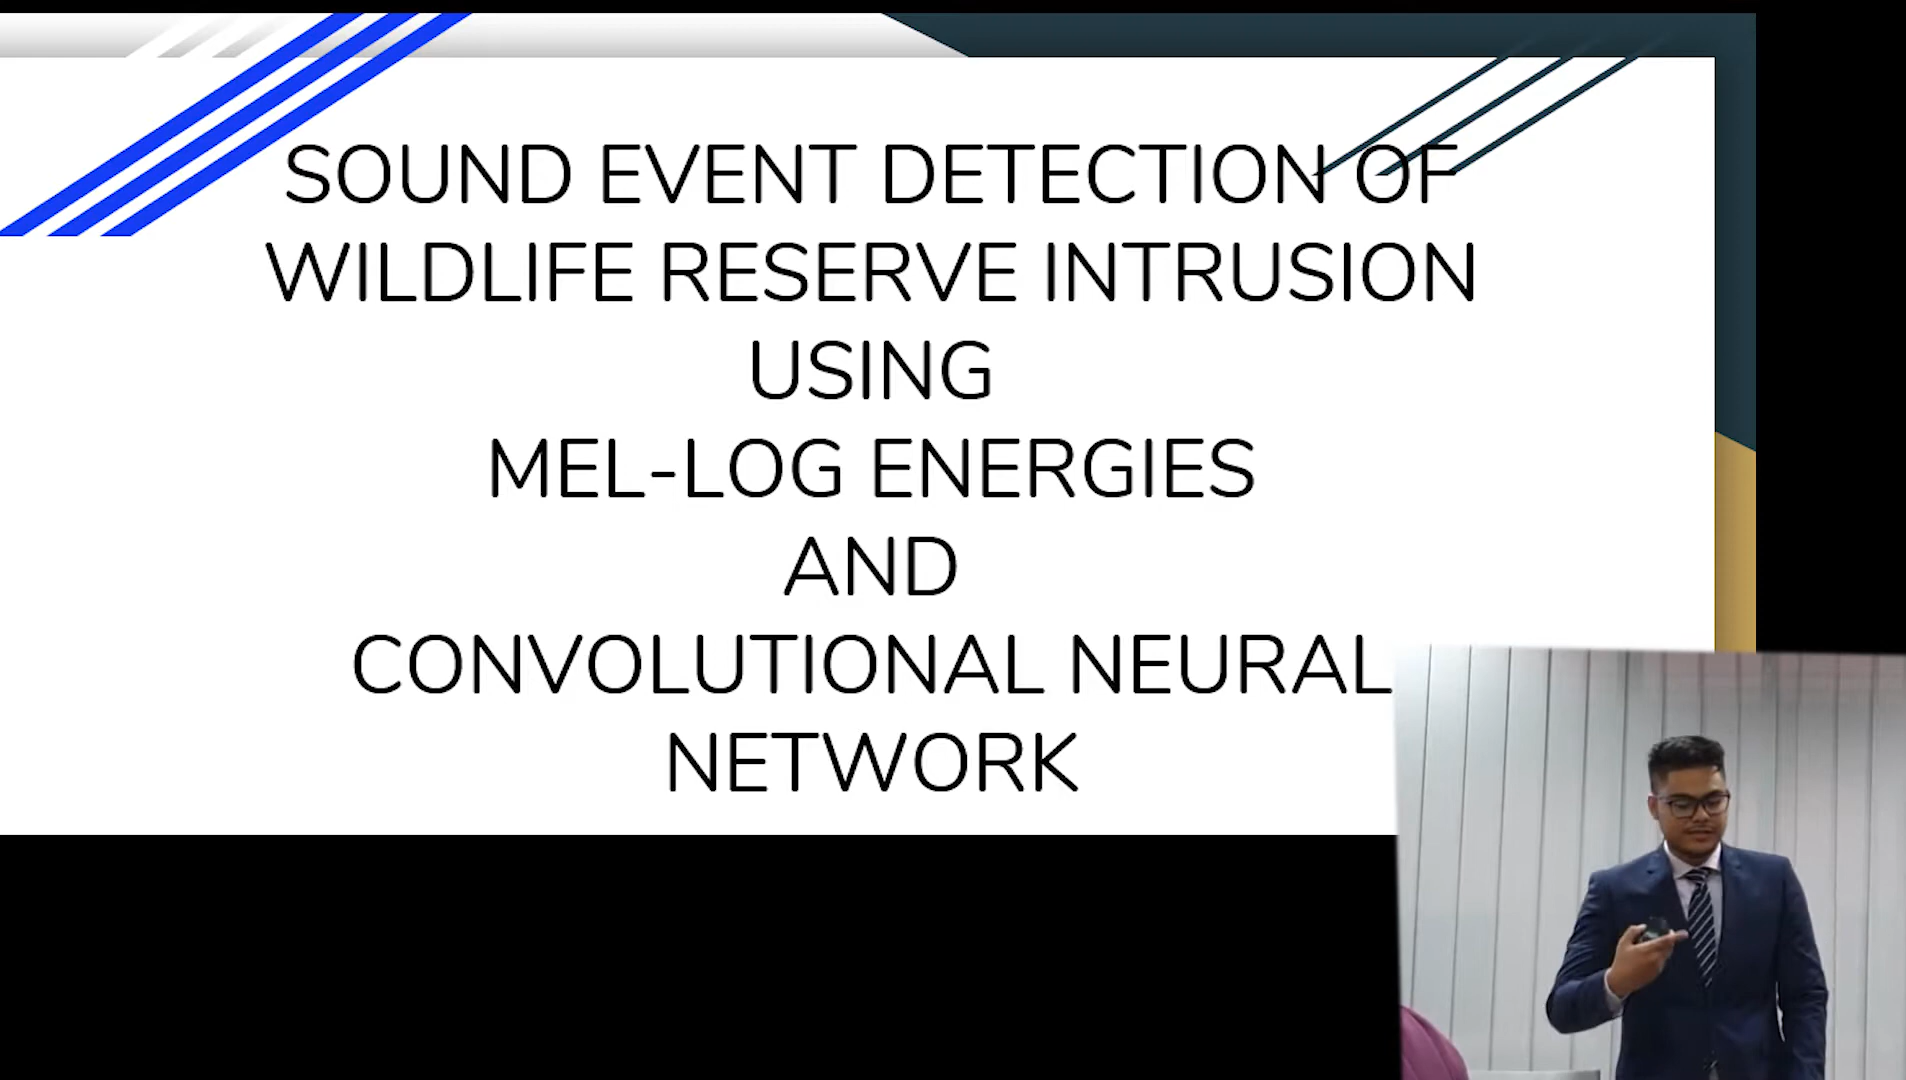 SOUND EVENT DETECTION OF
WILDLIFE RESERVE INTRUSION
USING
MEL-LOG ENERGIES
AND
CONVOLUTIONAL NEURAL
NETWORK